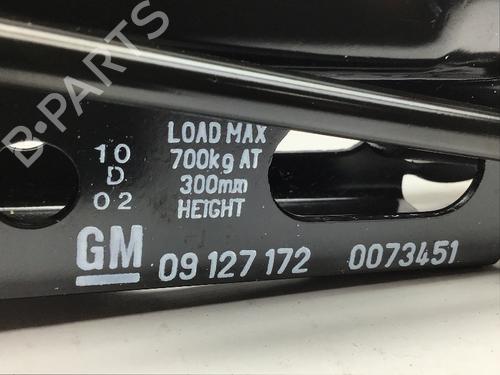 B-PARTS
10
D
02
LOAD MAX
700kg AT
300mm
HEIGHT
GM 09 127 172 0073451